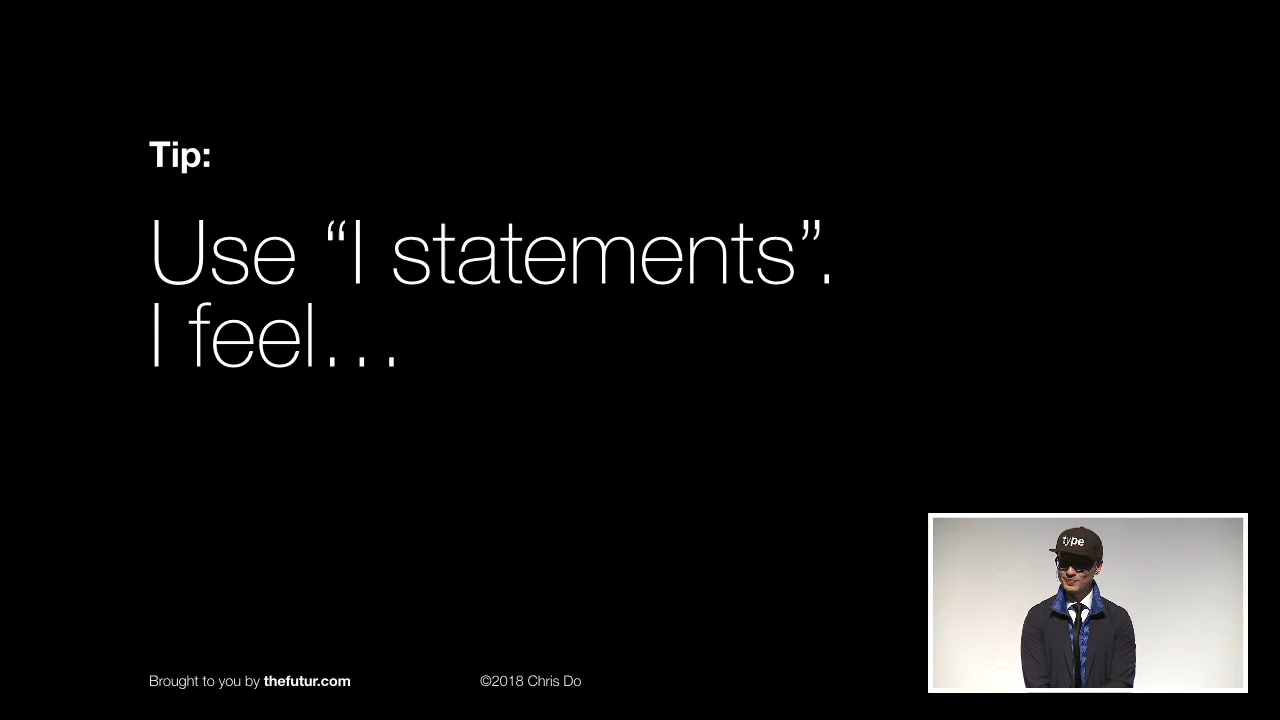 Tip:
Use “I statements”.
I feel…
type
Brought to you by thefutur.com
©2018 Chris Do